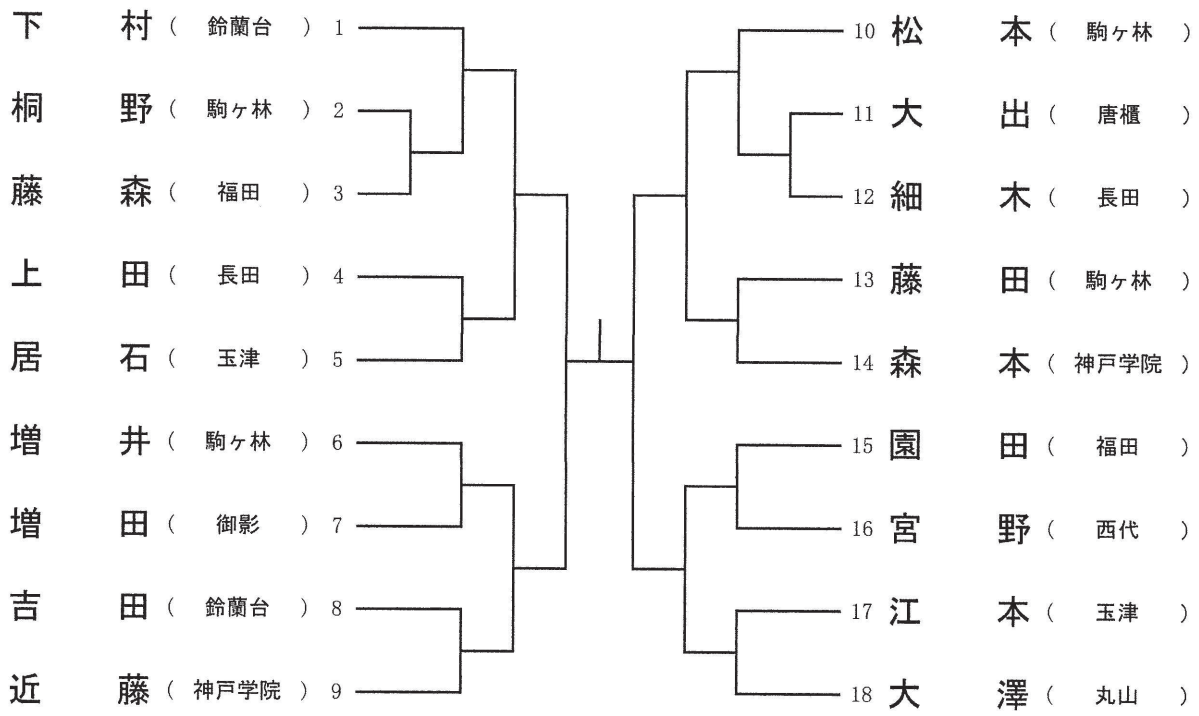 下村 ( 鈴蘭台 ) 1
桐野 ( 駒ヶ林 ) 2
藤森 ( 福田 ) 3
上田 ( 長田 ) 4
居石 ( 玉津 ) 5
増井 ( 駒ヶ林 ) 6
増田 ( 御影 ) 7
吉田 ( 鈴蘭台 ) 8
近藤 ( 神戸学院 ) 9
10 松本 ( 駒ヶ林 )
11 大出 ( 唐櫃 )
12 細木 ( 長田 )
13 藤田 ( 駒ヶ林 )
14 森本 ( 神戸学院 )
15 園田 ( 福田 )
16 宮野 ( 西代 )
17 江本 ( 玉津 )
18 大澤 ( 丸山 )